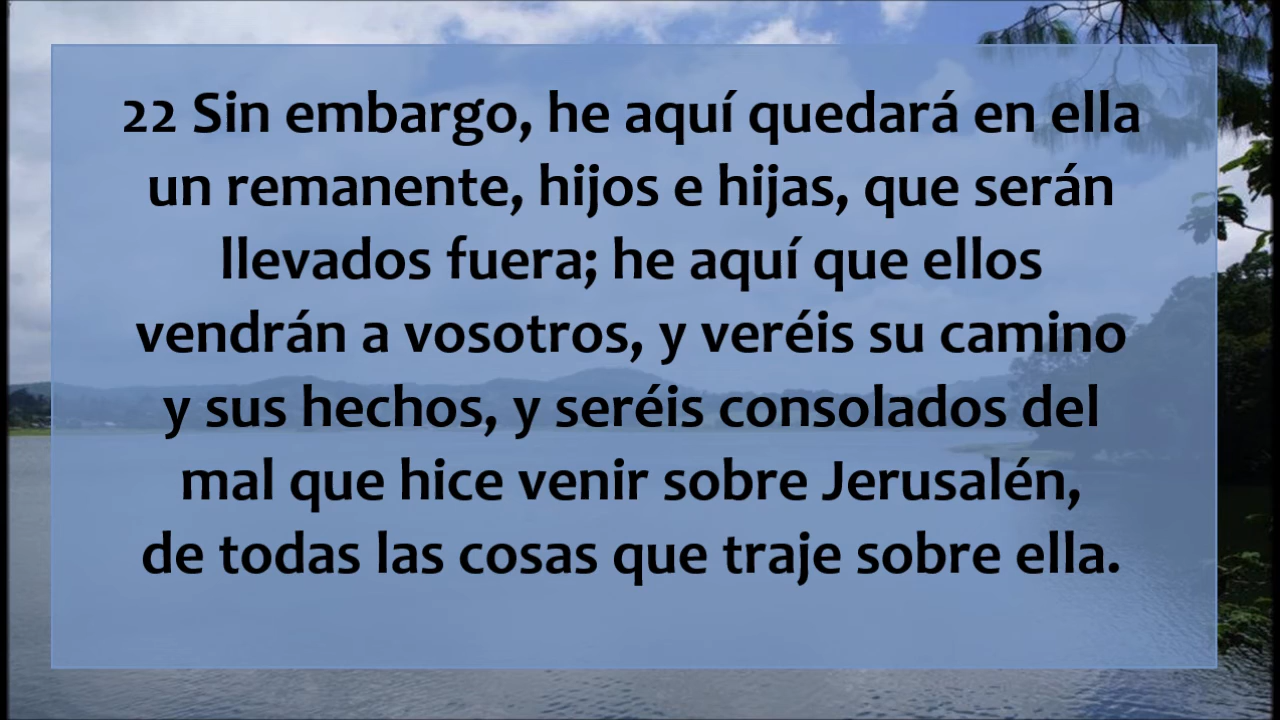 22 Sin embargo, he aquí quedará en ella
un remanente, hijos e hijas, que serán
llevados fuera; he aquí que ellos
vendrán a vosotros, y veréis su camino
y sus hechos, y seréis consolados del
mal que hice venir sobre Jerusalén,
de todas las cosas que traje sobre ella.